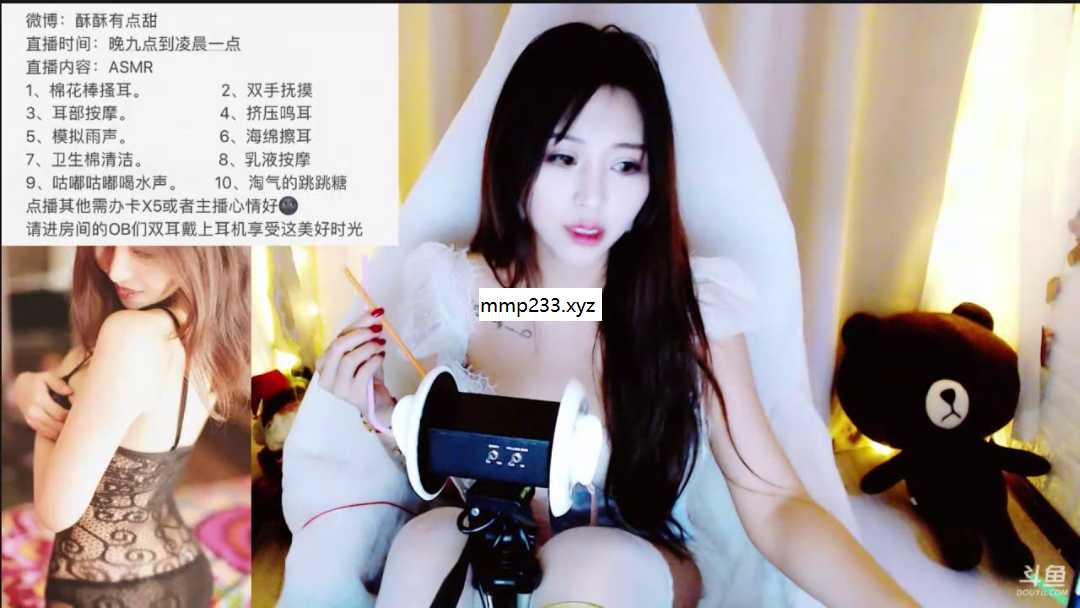 微博：酥酥有点甜
直播时间：晚九点到凌晨一点
直播内容：ASMR
1、棉花棒搔耳。 2、双手抚摸
3、耳部按摩。 4、挤压鸣耳
5、模拟雨声。 6、海绵擦耳
7、卫生棉清洁。 8、乳液按摩
9、咕嘟咕嘟喝水声。 10、淘气的跳跳糖
点播其他需办卡X5或者主播心情好🌚
请进房间的OB们双耳戴上耳机享受这美好时光
mmp233.xyz
斗鱼
DOUYU.COM